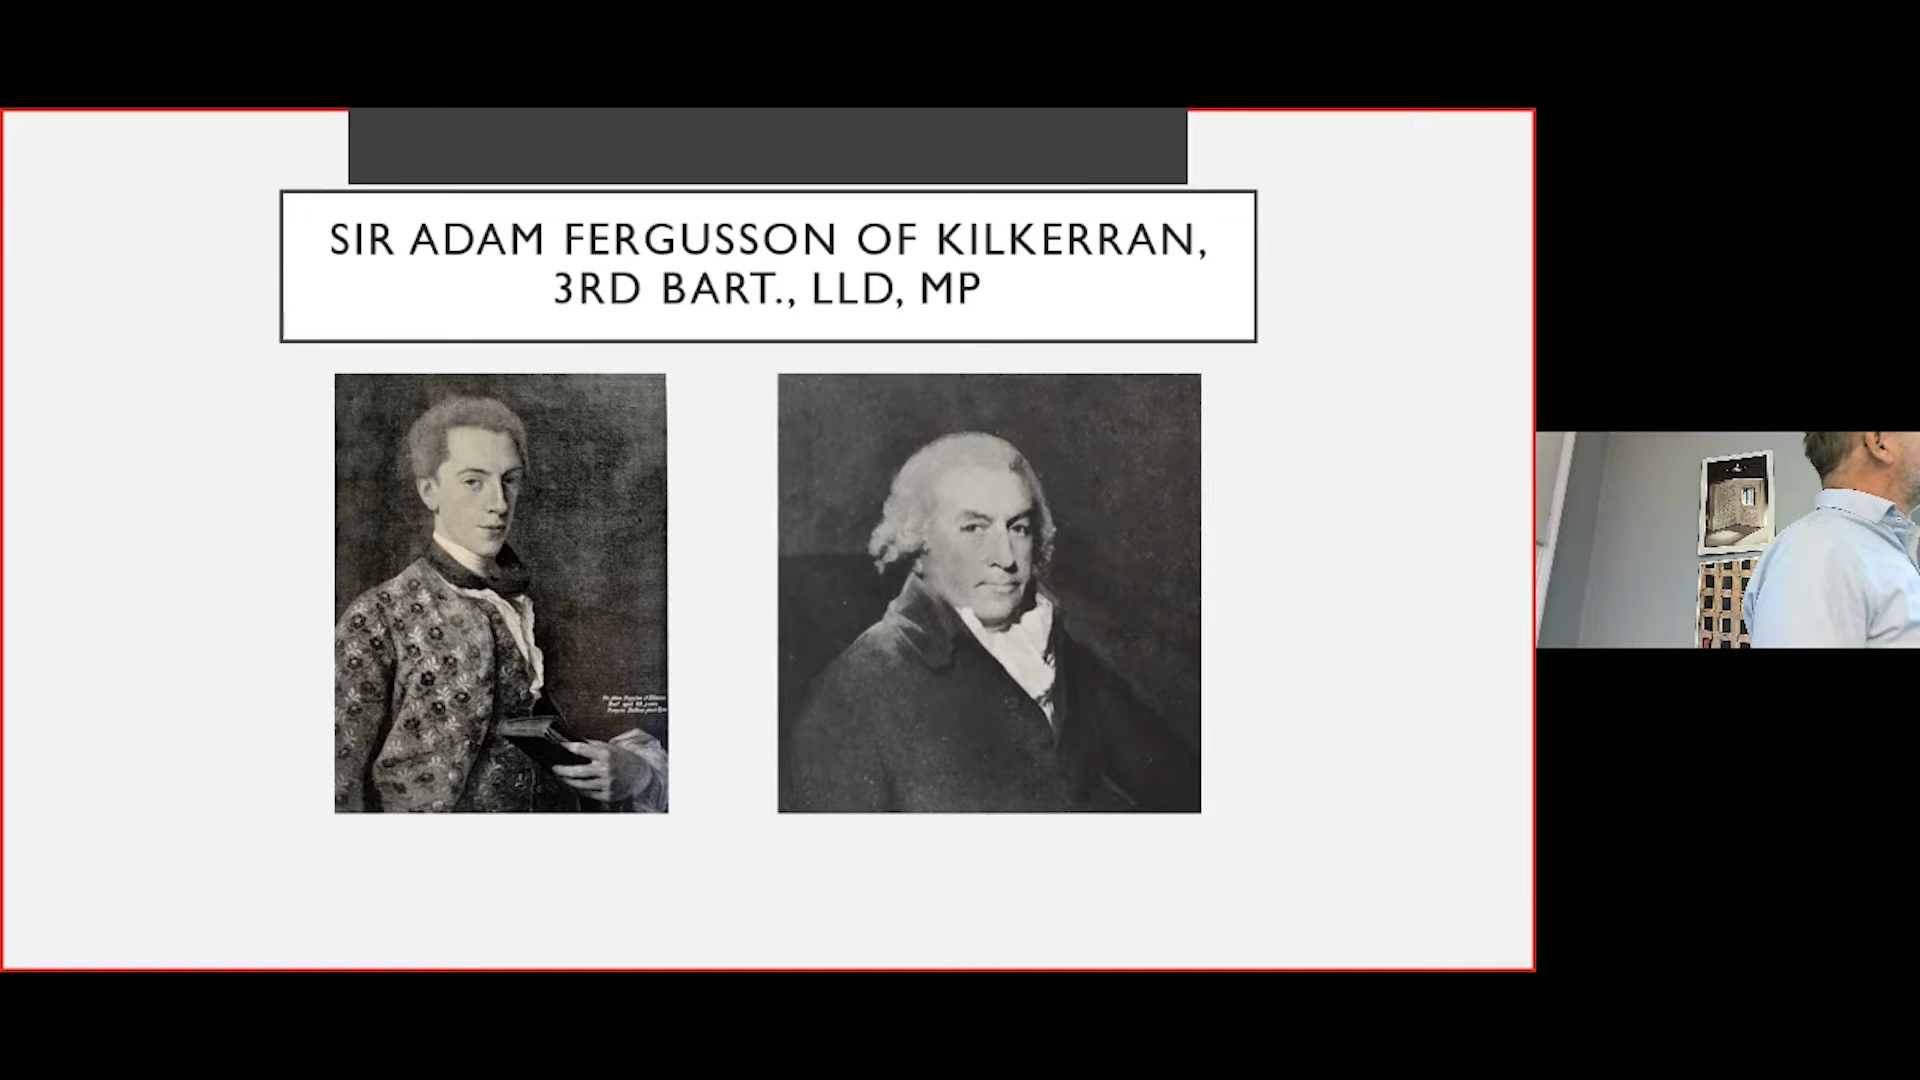 SIR ADAM FERGUSSON OF KILKERRAN,
3RD BART., LLD, MP